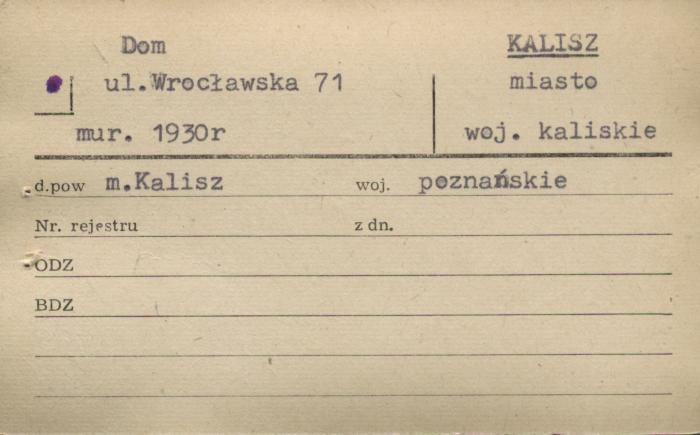 Dom
KALISZ
ul.Wrocławska 71
miasto
mur. 1930r
woj. kaliskie
d.pow m.Kalisz woj. poznańskie
Nr. rejestru z dn.
ODZ
BDZ